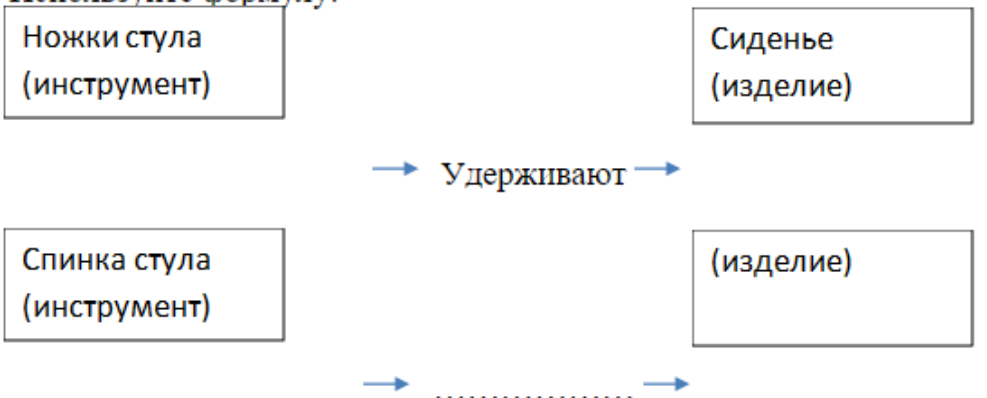 Ножки стула
(инструмент)
Сиденье
(изделие)
Удерживают
Спинка стула
(инструмент)
(изделие)
....................